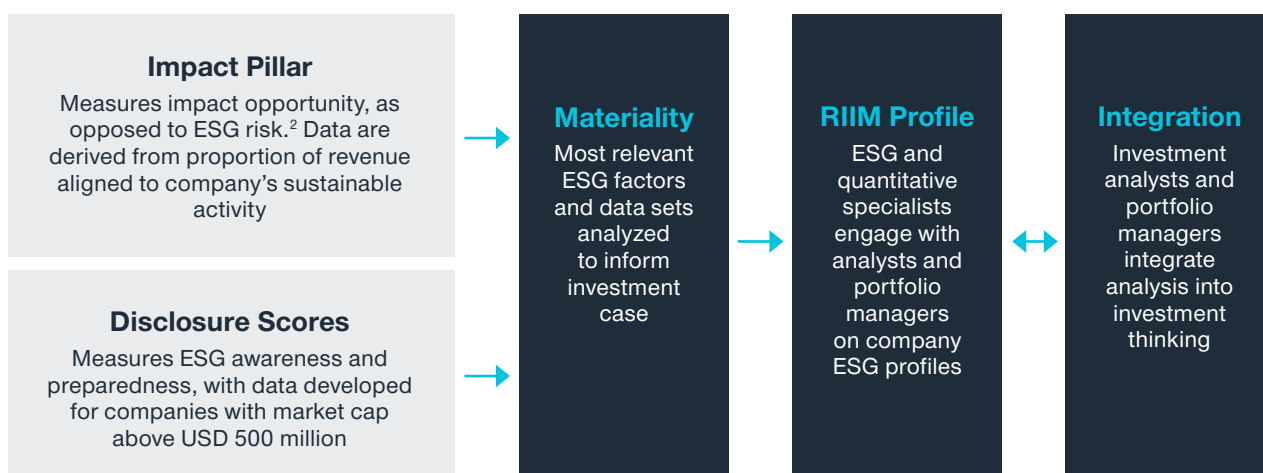 Impact Pillar
Measures impact opportunity, as
opposed to ESG risk.² Data are
derived from proportion of revenue
aligned to company’s sustainable
activity
Disclosure Scores
Measures ESG awareness and
preparedness, with data developed
for companies with market cap
above USD 500 million
Materiality
Most relevant
ESG factors
and data sets
analyzed
to inform
investment
case
RIIM Profile
ESG and
quantitative
specialists
engage with
analysts and
portfolio
managers
on company
ESG profiles
Integration
Investment
analysts and
portfolio
managers
integrate
analysis into
investment
thinking